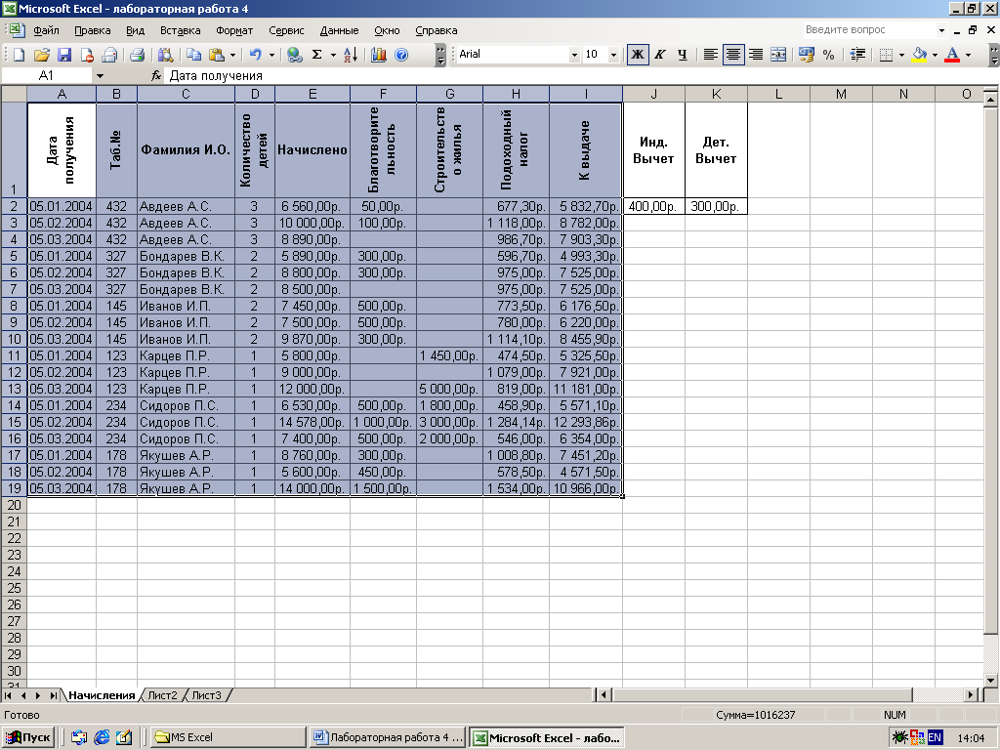 Microsoft Excel - лабораторная работа 4
Файл Правка Вид Вставка Формат Сервис Данные Окно Справка Введите вопрос
Arial 10 Ж К Ч
A1 fx Дата получения
A B C D E F G H I J K L M N O
1 Дата получения Таб.№ Фамилия И.О. Количество детей Начислено Благотворите льность Строительств о жилья Подоходный налог К выдаче Инд. Вычет Дет. Вычет
2 05.01.2004 432 Авдеев А.С. 3 6 560,00р. 50,00р. 677,30р. 5 832,70р. 400,00р. 300,00р.
3 05.02.2004 432 Авдеев А.С. 3 10 000,00р. 100,00р. 1 118,00р. 8 782,00р.
4 05.03.2004 432 Авдеев А.С. 3 8 890,00р. 986,70р. 7 903,30р.
5 05.01.2004 327 Бондарев В.К. 2 5 890,00р. 300,00р. 596,70р. 4 993,30р.
6 05.02.2004 327 Бондарев В.К. 2 8 800,00р. 300,00р. 975,00р. 7 525,00р.
7 05.03.2004 327 Бондарев В.К. 2 8 500,00р. 975,00р. 7 525,00р.
8 05.01.2004 145 Иванов И.П. 2 7 450,00р. 500,00р. 773,50р. 6 176,50р.
9 05.02.2004 145 Иванов И.П. 2 7 500,00р. 500,00р. 780,00р. 6 220,00р.
10 05.03.2004 145 Иванов И.П. 2 9 870,00р. 300,00р. 1 114,10р. 8 455,90р.
11 05.01.2004 123 Карцев П.Р. 1 5 800,00р. 1 450,00р. 474,50р. 5 325,50р.
12 05.02.2004 123 Карцев П.Р. 1 9 000,00р. 1 079,00р. 7 921,00р.
13 05.03.2004 123 Карцев П.Р. 1 12 000,00р. 5 000,00р. 819,00р. 11 181,00р.
14 05.01.2004 234 Сидоров П.С. 1 6 530,00р. 500,00р. 1 800,00р. 458,90р. 5 571,10р.
15 05.02.2004 234 Сидоров П.С. 1 14 578,00р. 1 000,00р. 3 000,00р. 1 284,14р. 12 293,86р.
16 05.03.2004 234 Сидоров П.С. 1 7 400,00р. 500,00р. 2 000,00р. 546,00р. 6 354,00р.
17 05.01.2004 178 Якушев А.Р. 1 8 760,00р. 300,00р. 1 008,80р. 7 451,20р.
18 05.02.2004 178 Якушев А.Р. 1 5 600,00р. 450,00р. 578,50р. 4 571,50р.
19 05.03.2004 178 Якушев А.Р. 1 14 000,00р. 1 500,00р. 1 534,00р. 10 966,00р.
20
21
22
23
24
25
26
27
28
29
30
31
Начисления Лист2 Лист3
Готово Сумма=1016237 NUM
Пуск MS Excel Лабораторная работа 4 ... Microsoft Excel - лабо... EN 14:04